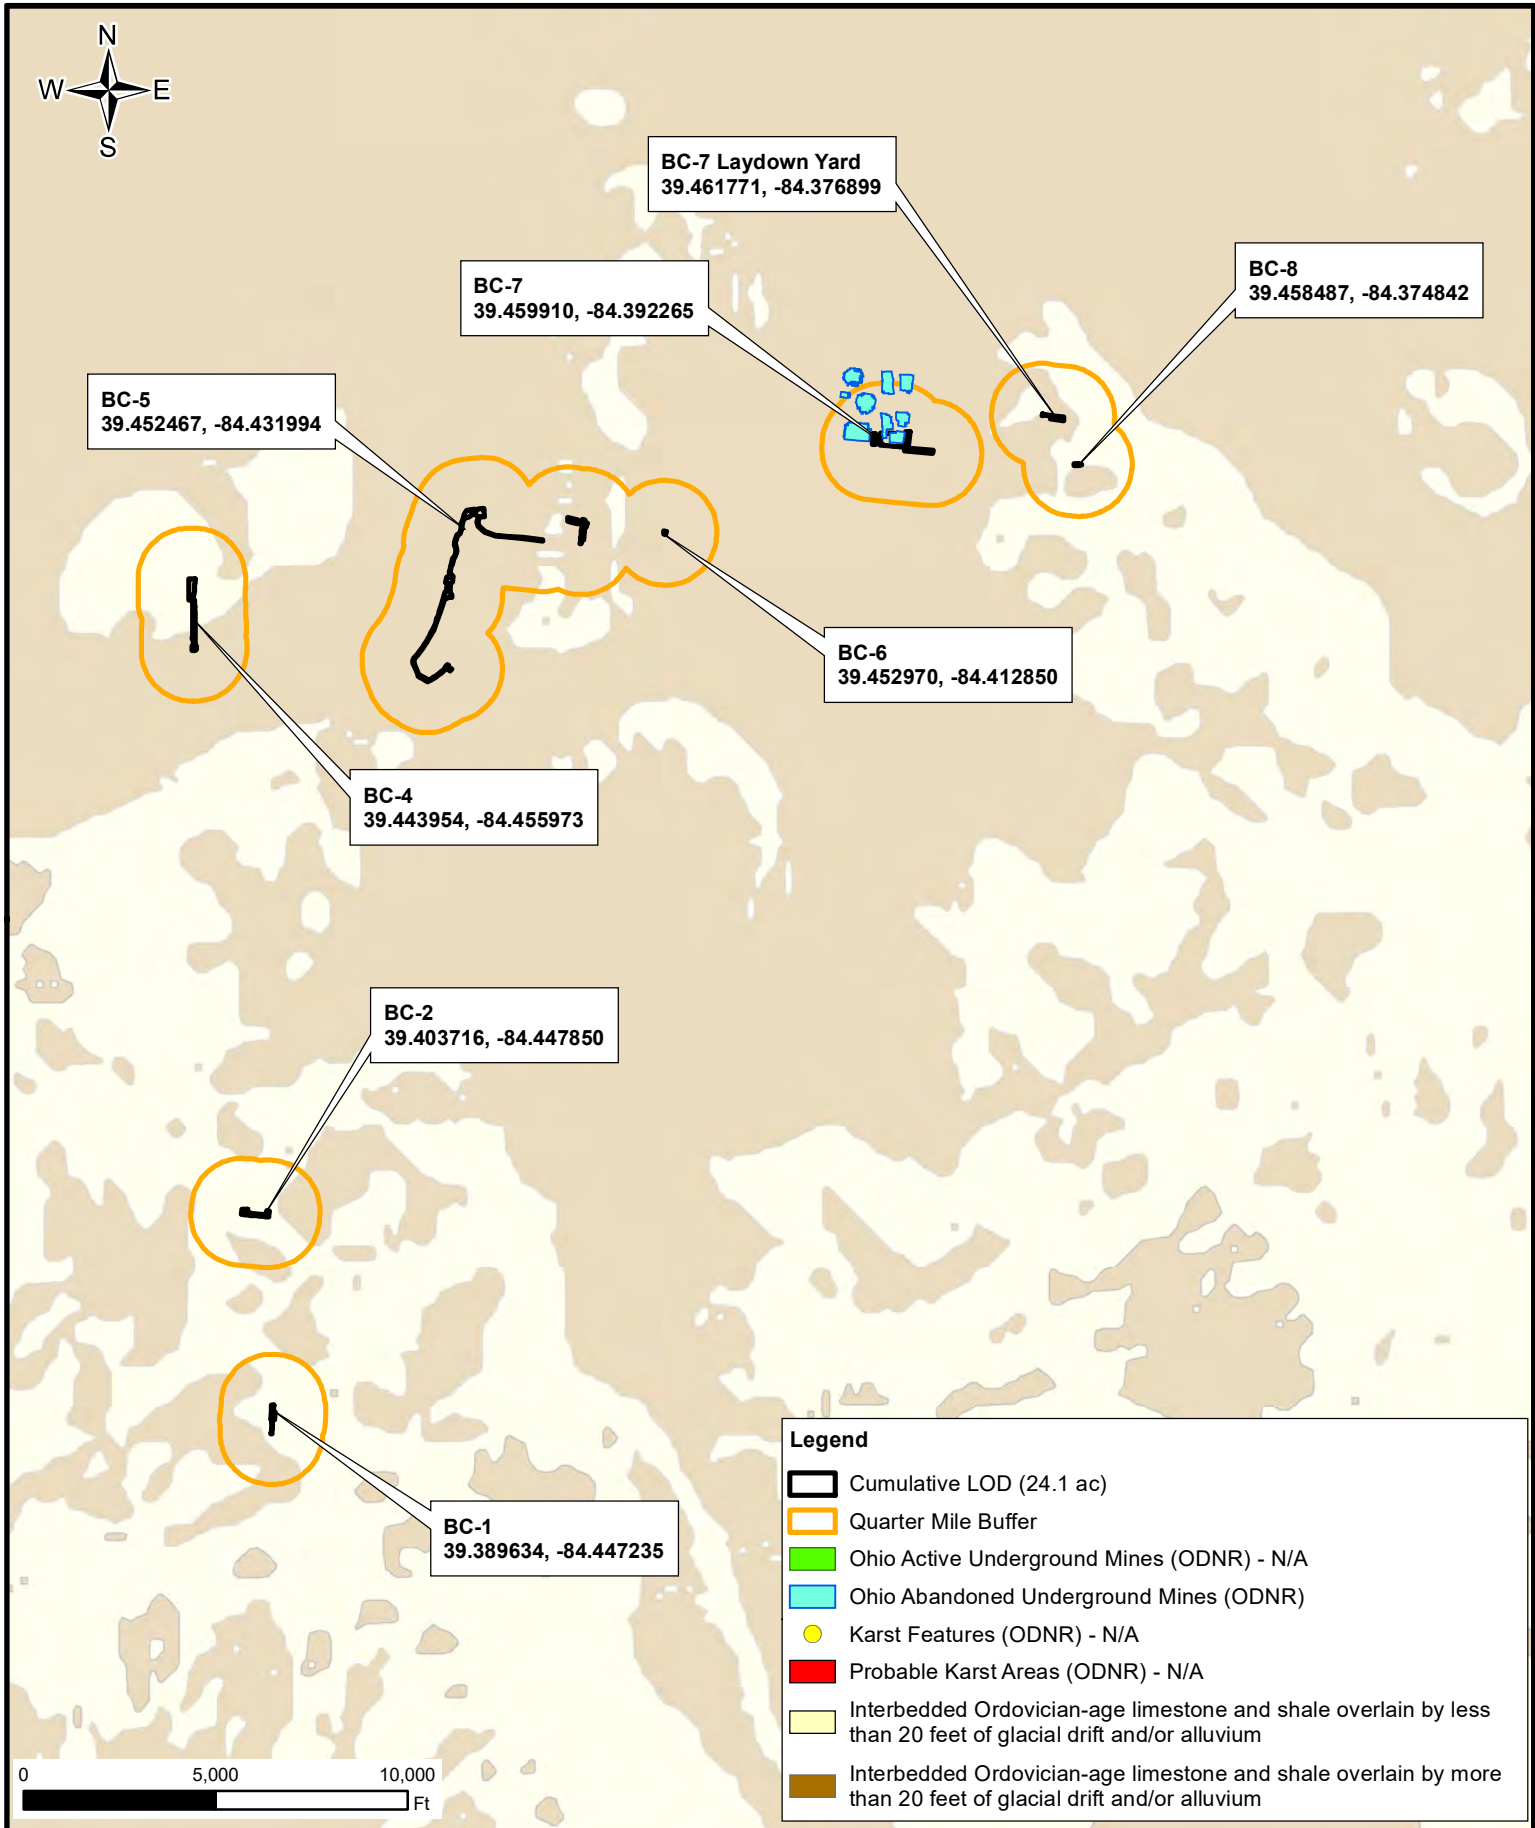 N
W E
S
BC-7 Laydown Yard
39.461771, -84.376899
BC-8
39.458487, -84.374842
BC-7
39.459910, -84.392265
BC-5
39.452467, -84.431994
BC-6
39.452970, -84.412850
BC-4
39.443954, -84.455973
BC-2
39.403716, -84.447850
BC-1
39.389634, -84.447235
Legend
Cumulative LOD (24.1 ac)
Quarter Mile Buffer
Ohio Active Underground Mines (ODNR) - N/A
Ohio Abandoned Underground Mines (ODNR)
Karst Features (ODNR) - N/A
Probable Karst Areas (ODNR) - N/A
Interbedded Ordovician-age limestone and shale overlain by less
than 20 feet of glacial drift and/or alluvium
Interbedded Ordovician-age limestone and shale overlain by more
than 20 feet of glacial drift and/or alluvium
0 5,000 10,000
Ft